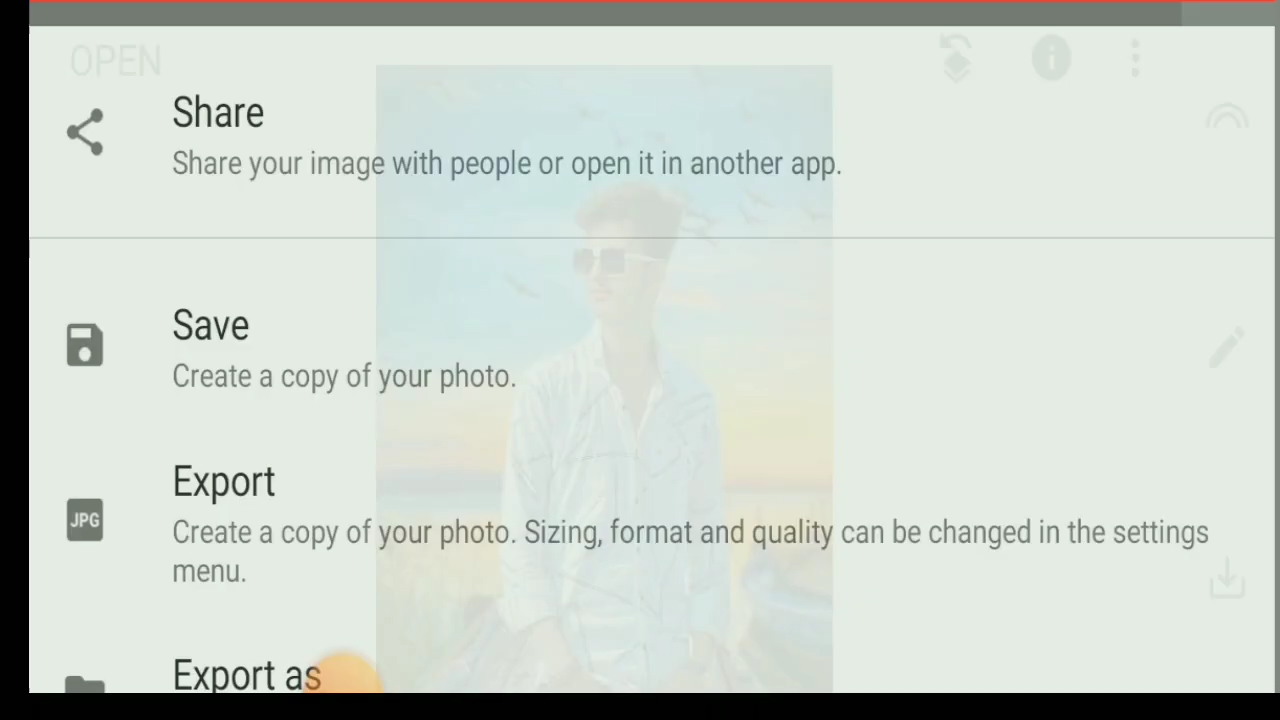 OPEN
Share
Share your image with people or open it in another app.
Save
Create a copy of your photo.
JPG
Export
Create a copy of your photo. Sizing, format and quality can be changed in the settings
menu.
Export as